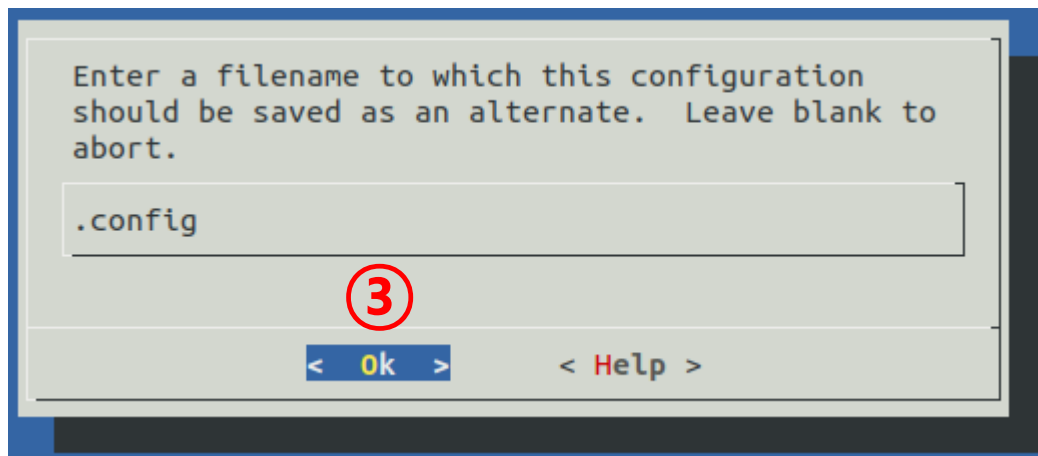 Enter a filename to which this configuration
should be saved as an alternate.  Leave blank to
abort.
.config
③
<  Ok  >
< Help >